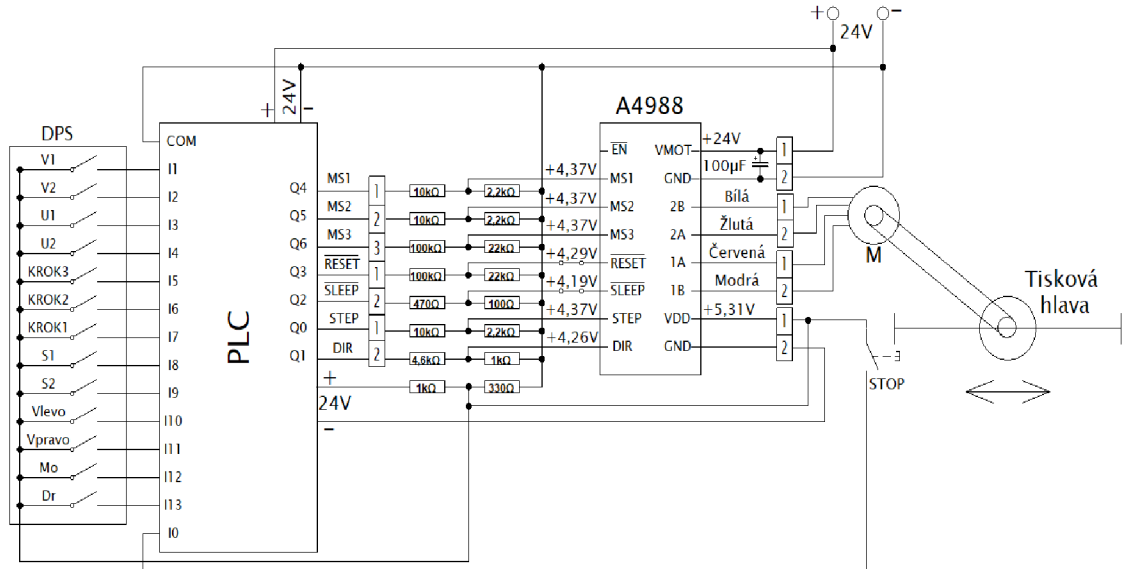 + −
24V
+ 24V −
A4988
DPS
COM
V1 I1
V2 I2
U1 I3
U2 I4
KROK3 I5
KROK2 I6
KROK1 I7
S1 I8
S2 I9
Vlevo I10
Vpravo I11
Mo I12
Dr I13
I0
PLC
Q4 MS1 1 10kΩ 2,2kΩ +4,37V MS1
Q5 MS2 2 10kΩ 2,2kΩ +4,37V MS2
Q6 MS3 3 100kΩ 22kΩ +4,37V MS3
Q3 RESET 1 100kΩ 22kΩ +4,29V RESET
Q2 SLEEP 2 470Ω 100Ω +4,19V SLEEP
Q0 STEP 1 10kΩ 2,2kΩ +4,37V STEP
Q1 DIR 2 4,6kΩ 1kΩ +4,26V DIR
+ 1kΩ 330Ω
24V
−
EN VMOT +24V 1
100µF +
GND 2
2B Bílá 1
2A Žlutá 2
1A Červená 1
1B Modrá 2
VDD +5,31V 1
GND 2
M
STOP
Tisková
hlava